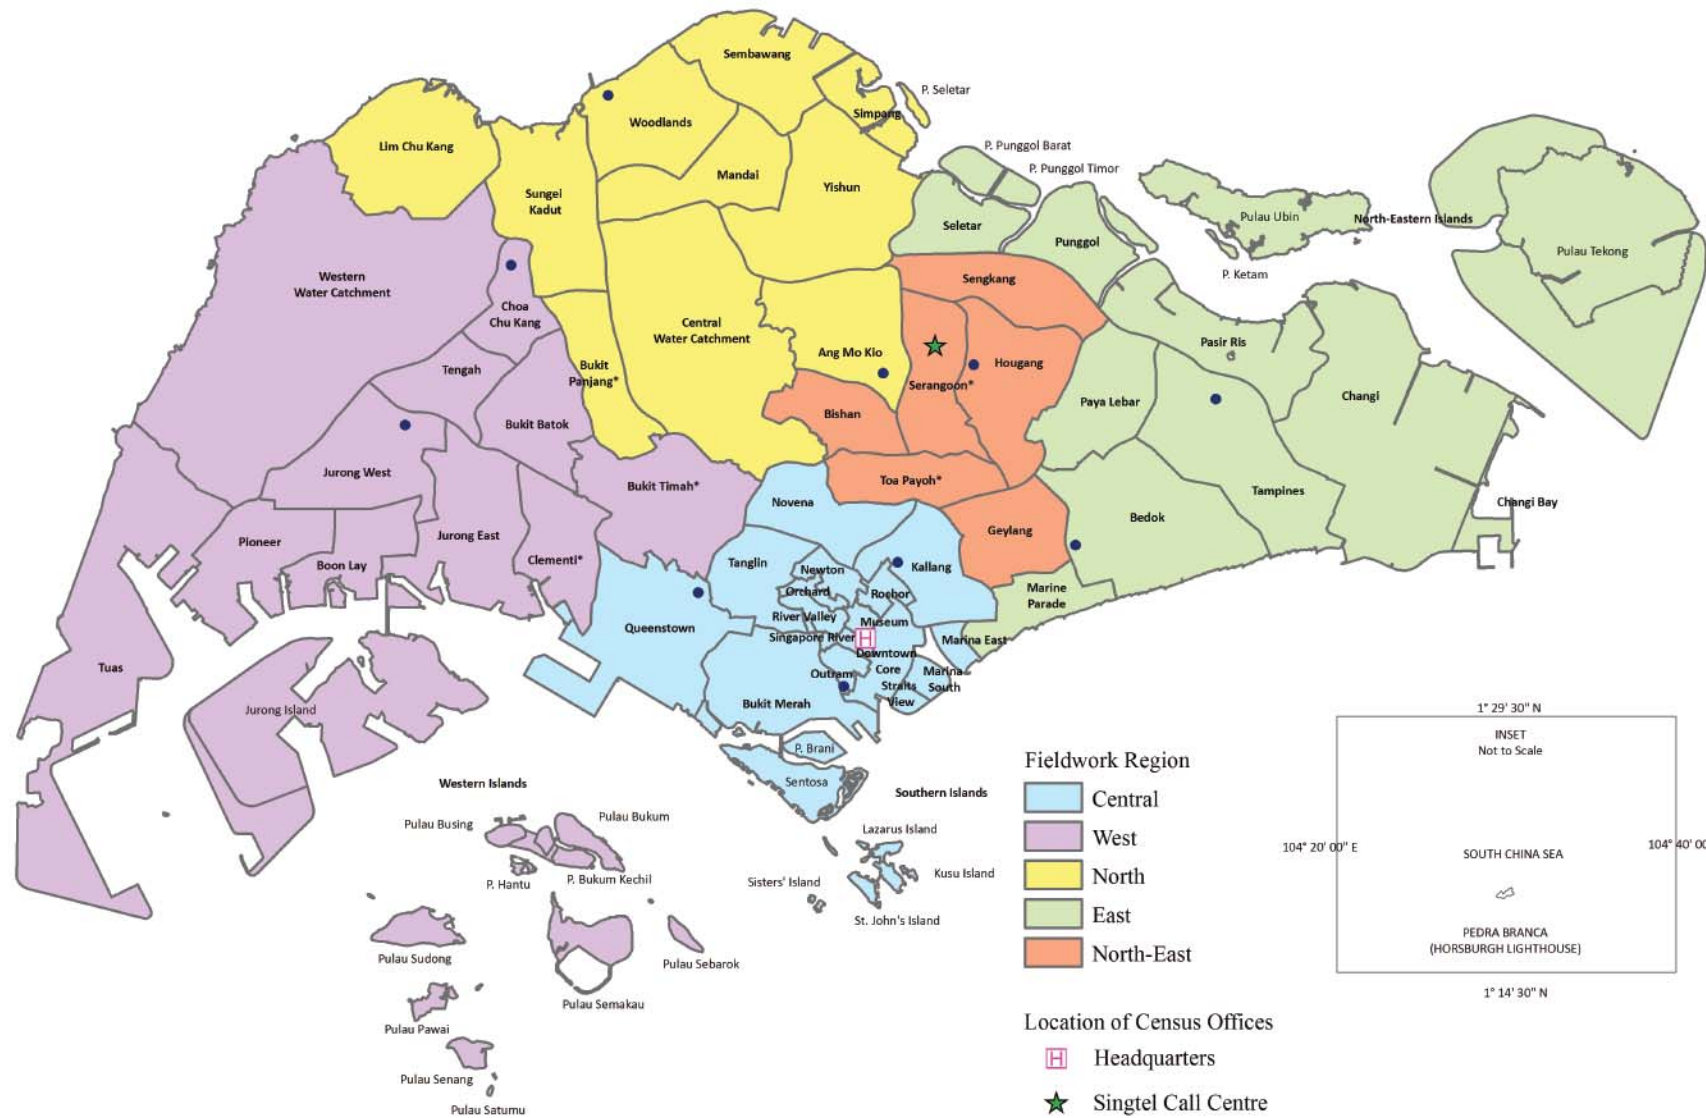 Sembawang
P. Seletar
Simpang
Woodlands
Lim Chu Kang
P. Punggol Barat
P. Punggol Timor
Mandai
Yishun
Sungei
Kadut
Pulau Ubin
North-Eastern Islands
Seletar
Punggol
Pulau Tekong
P. Ketam
Western
Water Catchment
Sengkang
Choa
Chu Kang
Central
Water Catchment
Pasir Ris
Ang Mo Kio
Hougang
Tengah
Bukit
Panjang*
Serangoon*
Changi
Paya Lebar
Bishan
Bukit Batok
Jurong West
Bukit Timah*
Toa Payoh*
Tampines
Novena
Changi Bay
Bedok
Geylang
Pioneer
Jurong East
Boon Lay
Clementi*
Tanglin
Newton
Kallang
Orchard
Rochor
Marine
Parade
River Valley
Museum
Queenstown
Singapore River
H
Marina East
Downtown
Core
Tuas
Outram
Marina
South
Straits
View
Bukit Merah
Jurong Island
P. Brani
Sentosa
Western Islands
Southern Islands
Pulau Busing
Pulau Bukum
Lazarus Island
P. Hantu
P. Bukum Kechil
Sisters' Island
Kusu Island
St. John's Island
Pulau Sudong
Pulau Sebarok
Pulau Semakau
Pulau Pawai
Pulau Senang
Pulau Satumu
Fieldwork Region
Central
West
North
East
North-East
Location of Census Offices
H Headquarters
Singtel Call Centre
1° 29' 30" N
INSET
Not to Scale
104° 20' 00" E
104° 40' 00
SOUTH CHINA SEA
PEDRA BRANCA
(HORSBURGH LIGHTHOUSE)
1° 14' 30" N